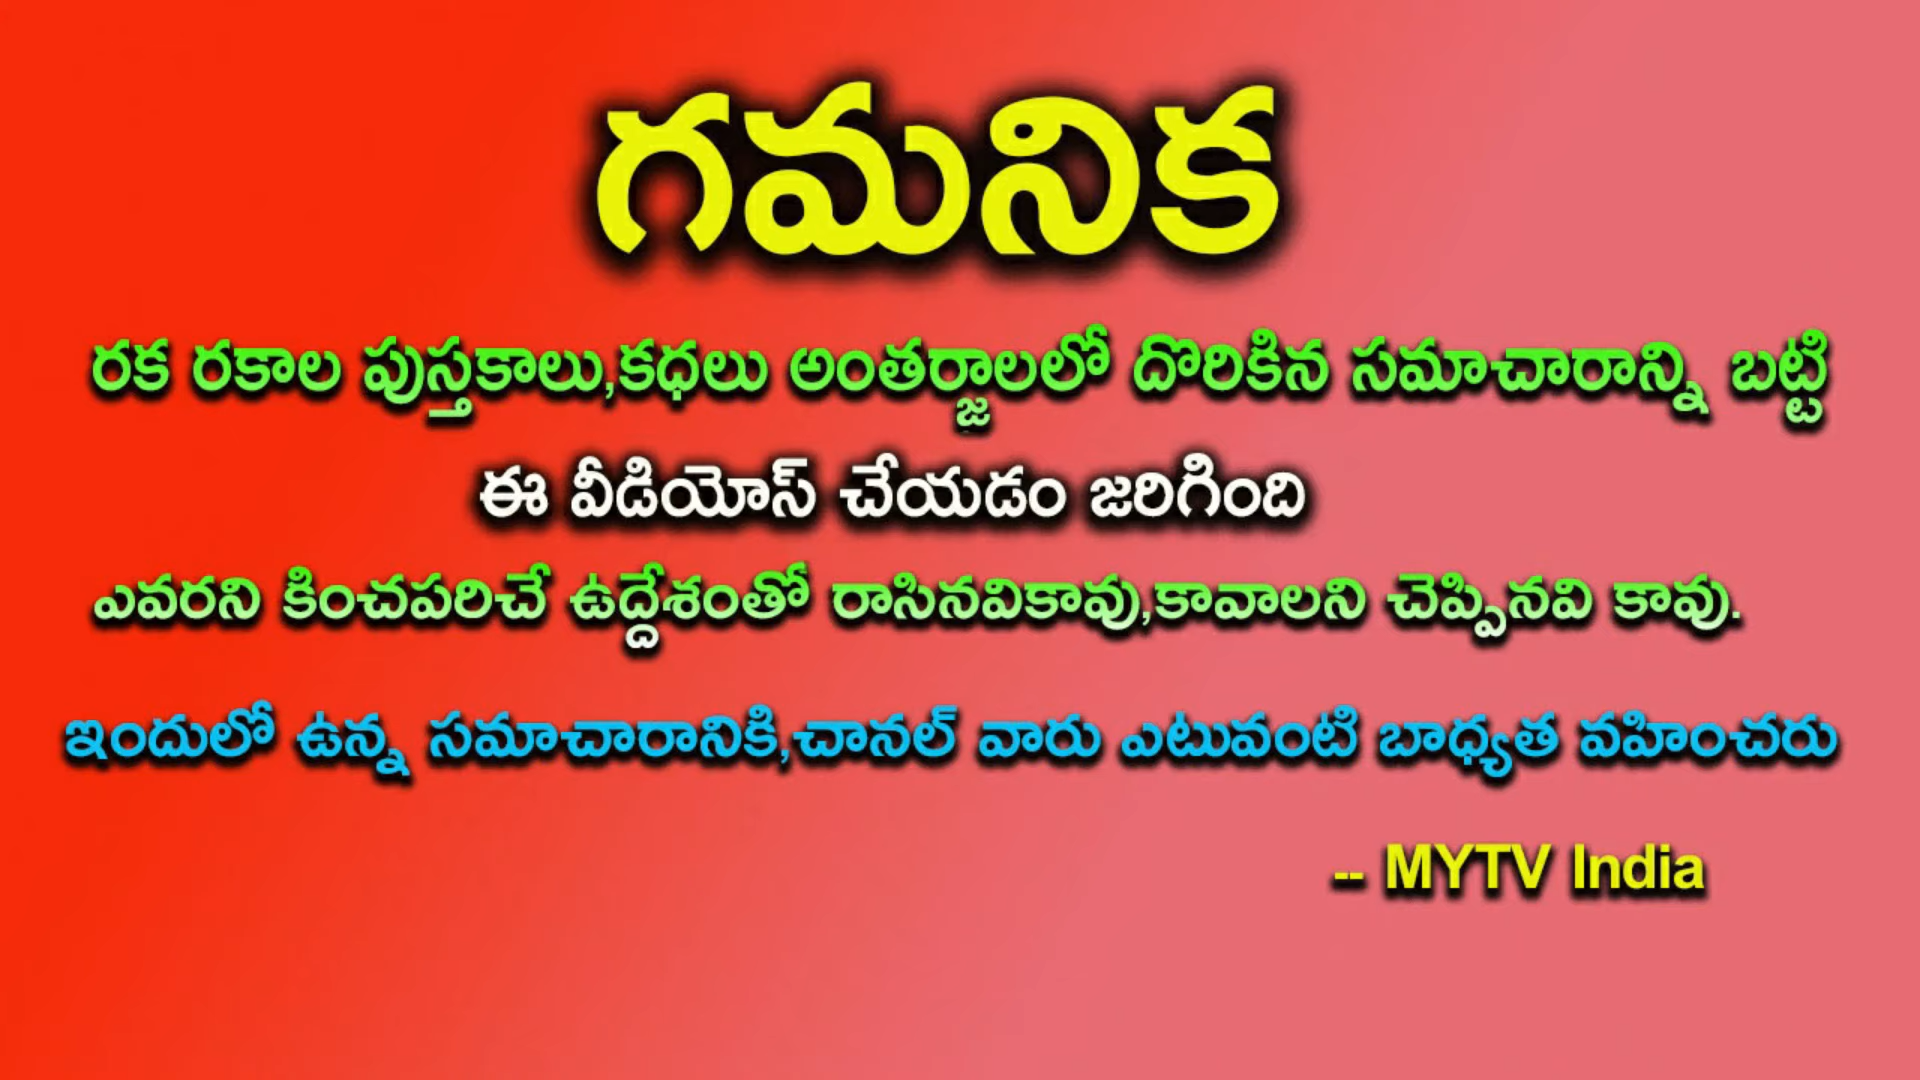 గమనిక
రక రకాల పుస్తకాలు,కధలు అంతర్జాలలో దొరికిన సమాచారాన్ని బట్టి
ఈ వీడియోస్ చేయడం జరిగింది
ఎవరని కించపరిచే ఉద్దేశంతో రాసినవికావు,కావాలని చెప్పినవి కావు.
ఇందులో ఉన్న సమాచారానికి,చానల్ వారు ఎటువంటి బాధ్యత వహించరు
-- MYTV India